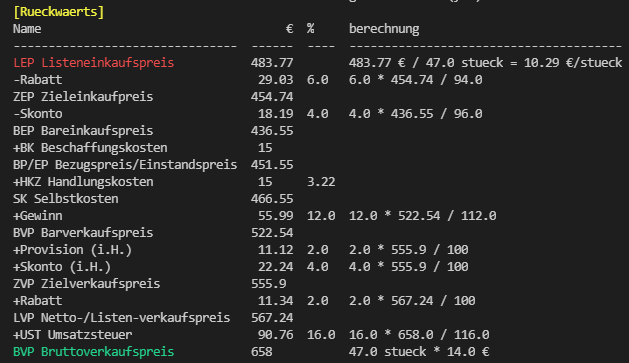 [Rueckwaerts]
Name € % berechnung
-------------------------------- ------ ---- ---------------------------------------
LEP Listeneinkaufspreis 483.77 483.77 € / 47.0 stueck = 10.29 €/stueck
-Rabatt 29.03 6.0 6.0 * 454.74 / 94.0
ZEP Zieleinkaufpreis 454.74
-Skonto 18.19 4.0 4.0 * 436.55 / 96.0
BEP Bareinkaufspreis 436.55
+BK Beschaffungskosten 15
BP/EP Bezugspreis/Einstandspreis 451.55
+HKZ Handlungskosten 15 3.22
SK Selbstkosten 466.55
+Gewinn 55.99 12.0 12.0 * 522.54 / 112.0
BVP Barverkaufspreis 522.54
+Provision (i.H.) 11.12 2.0 2.0 * 555.9 / 100
+Skonto (i.H.) 22.24 4.0 4.0 * 555.9 / 100
ZVP Zielverkaufspreis 555.9
+Rabatt 11.34 2.0 2.0 * 567.24 / 100
LVP Netto-/Listen-verkaufspreis 567.24
+UST Umsatzsteuer 90.76 16.0 16.0 * 658.0 / 116.0
BVP Bruttoverkaufspreis 658 47.0 stueck * 14.0 €